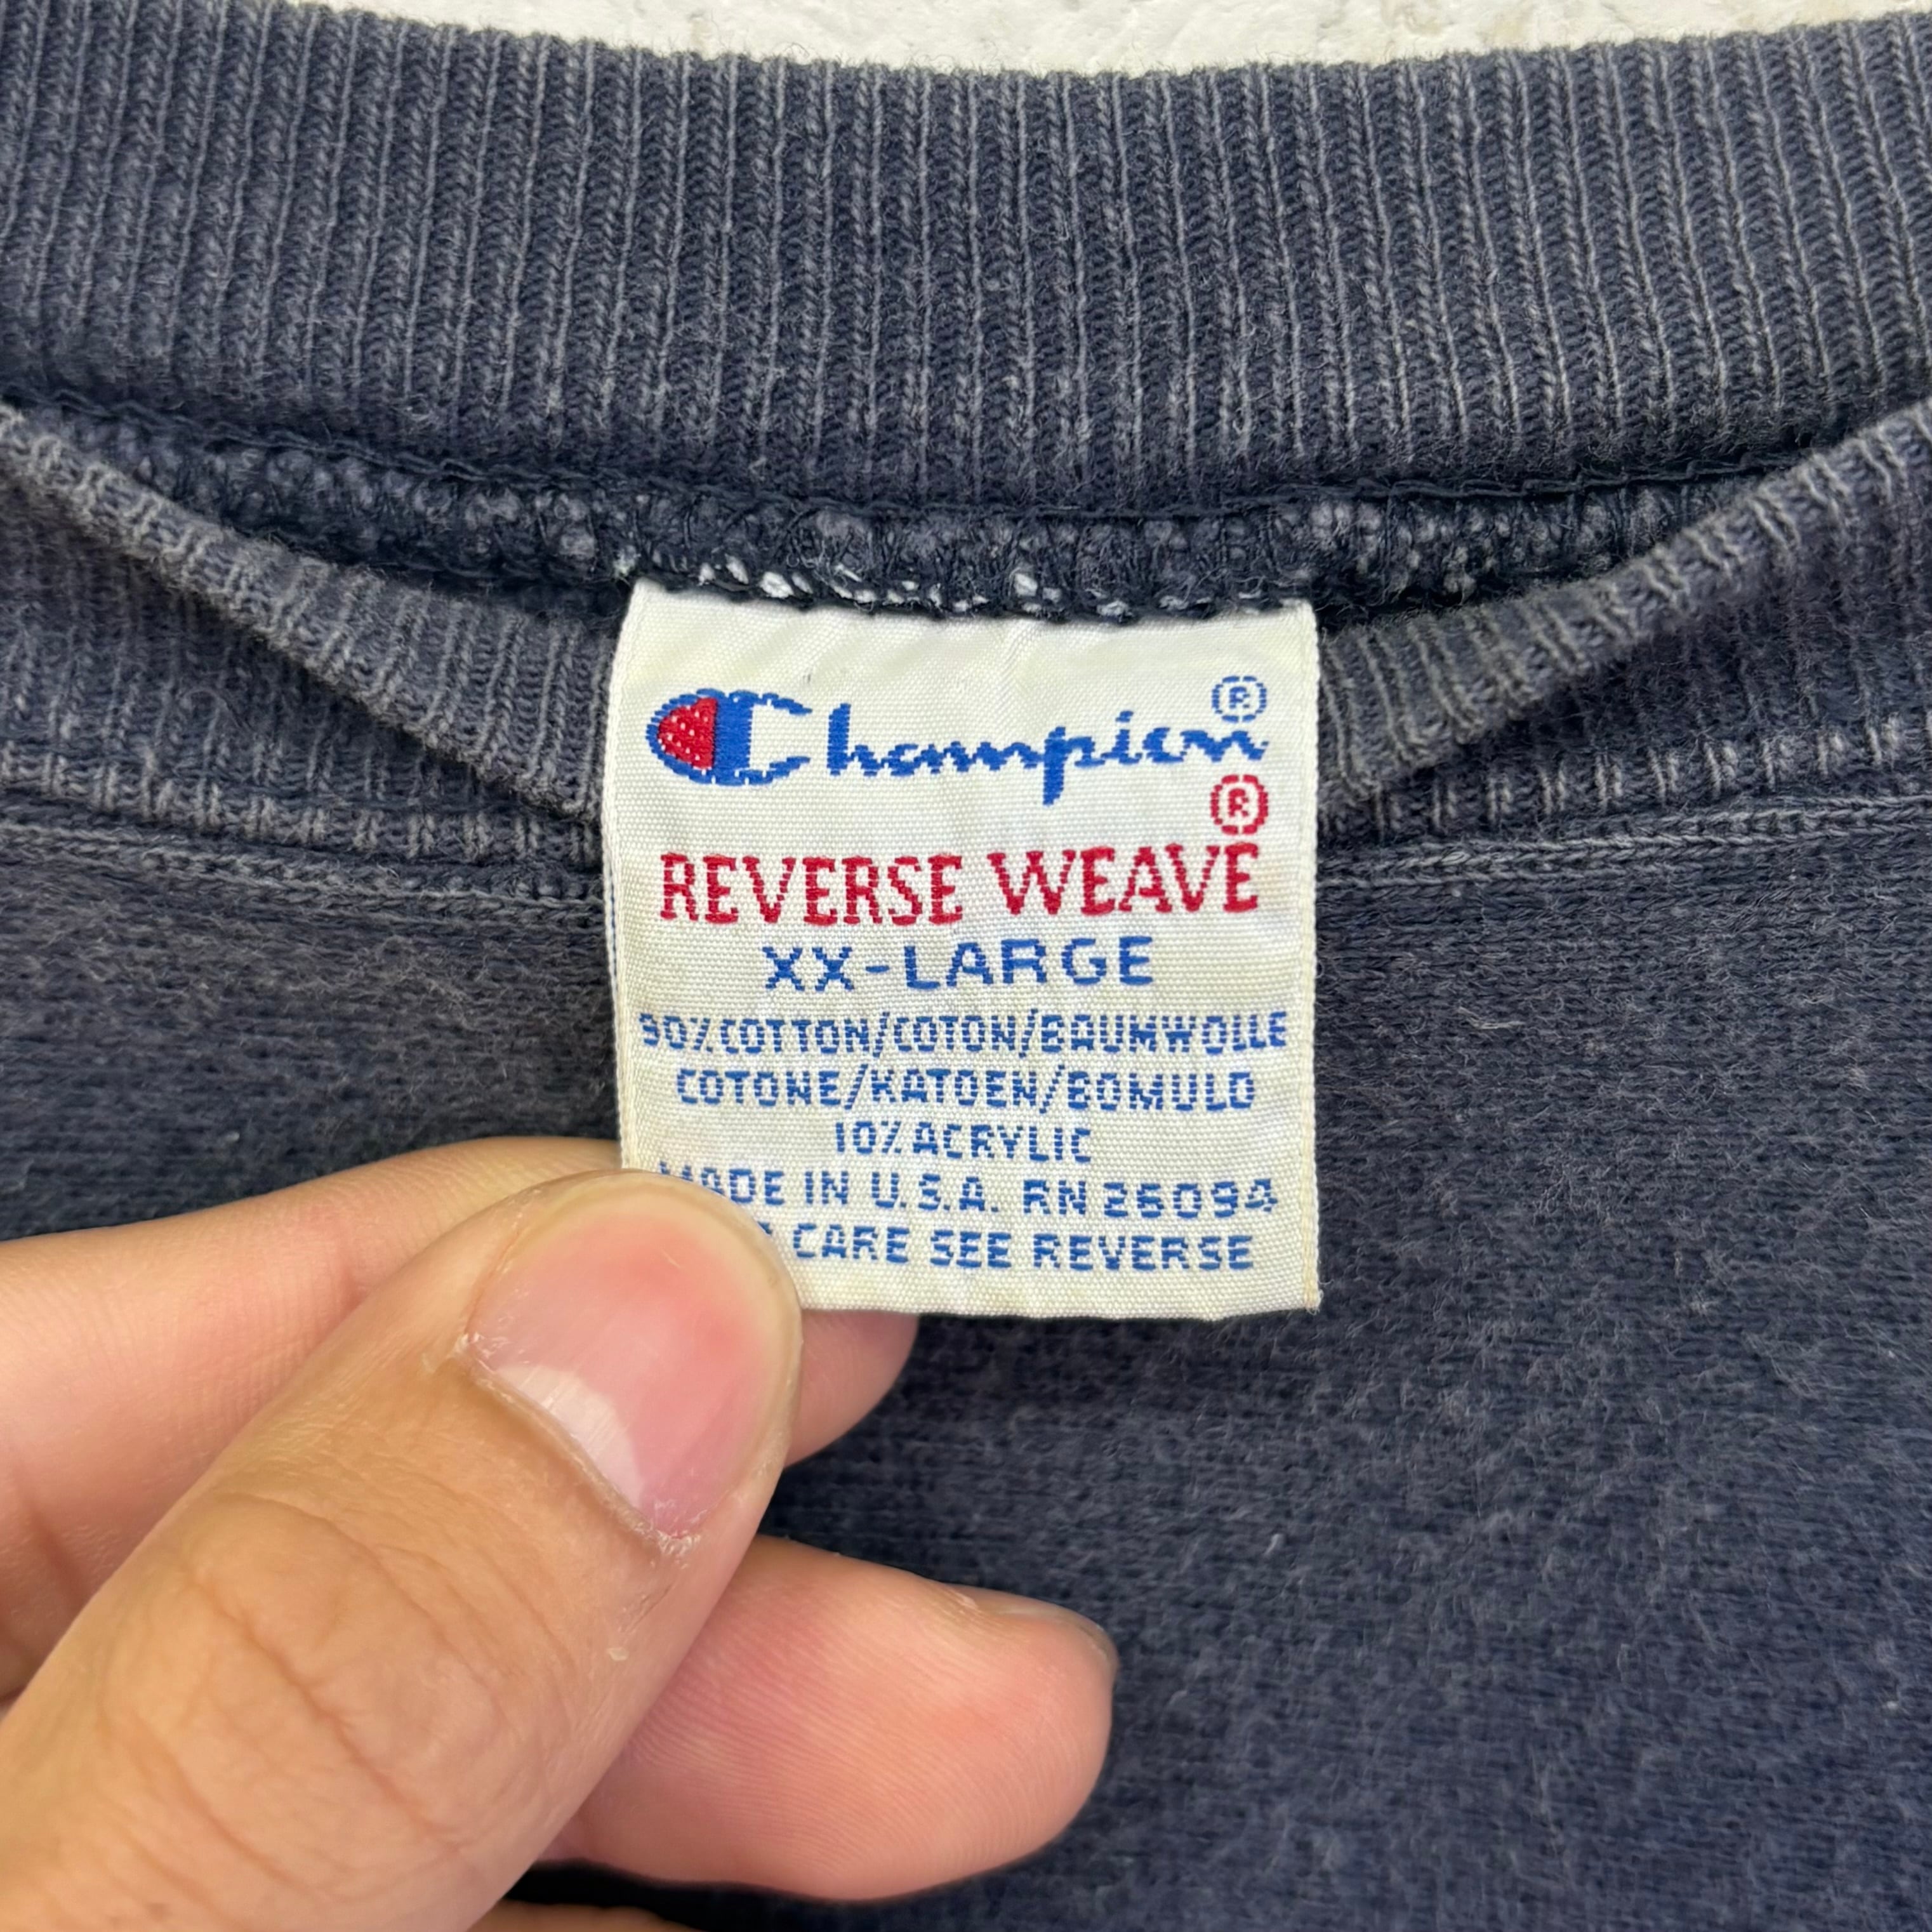 Champion®
®
REVERSE WEAVE
XX-LARGE
90% COTTON/COTON/BAUMWOLLE
COTONE/KATOEN/BOMULD
10% ACRYLIC
MADE IN U.S.A. RN 26094
CARE SEE REVERSE